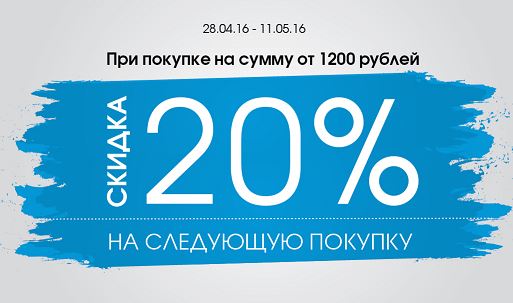 28.04.16 - 11.05.16
При покупке на сумму от 1200 рублей
СКИДКА
20%
НА СЛЕДУЮЩУЮ ПОКУПКУ